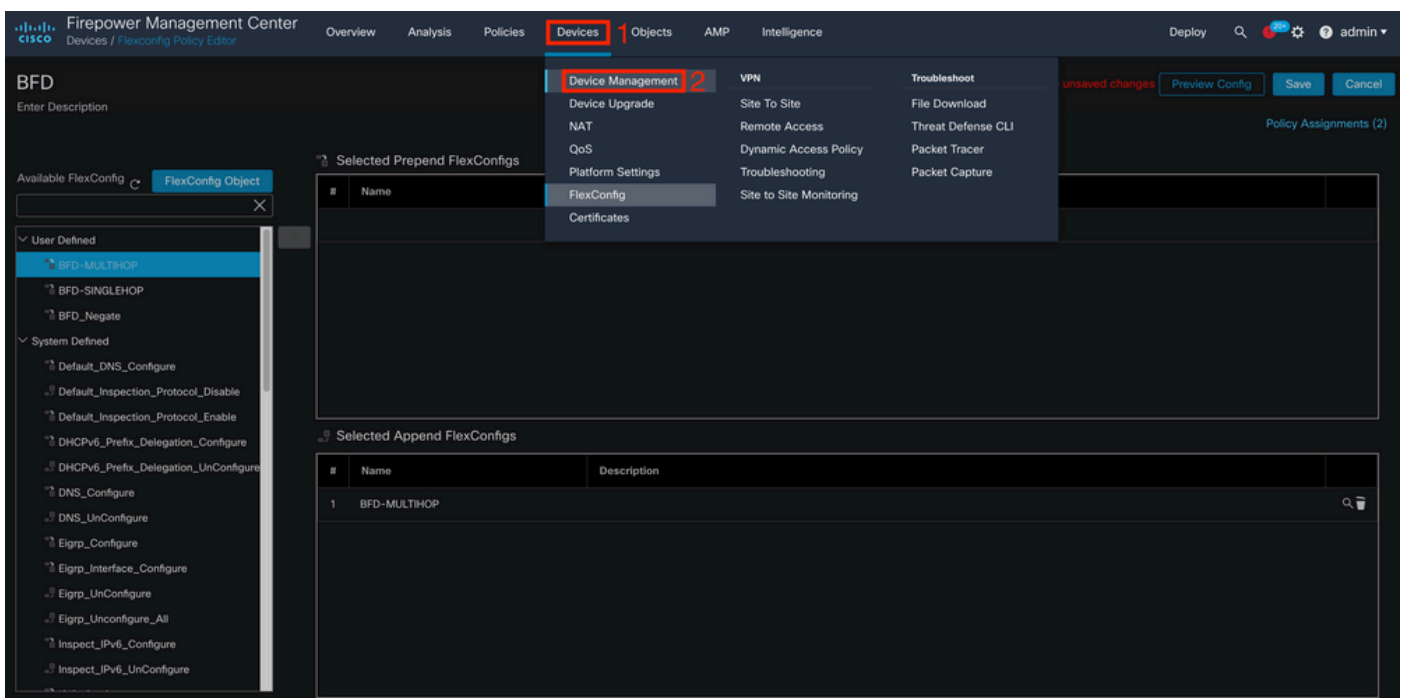 Firepower Management Center
CISCO Devices / Flexconfig Policy Editor
Overview Analysis Policies Devices 1 Objects AMP Intelligence
Deploy 20+ admin
BFD
Enter Description
unsaved changes Preview Config Save Cancel
Policy Assignments (2)
Device Management 2
Device Upgrade
NAT
QoS
Platform Settings
FlexConfig
Certificates
VPN
Site To Site
Remote Access
Dynamic Access Policy
Troubleshooting
Site to Site Monitoring
Troubleshoot
File Download
Threat Defense CLI
Packet Tracer
Packet Capture
Available FlexConfig FlexConfig Object
User Defined
BFD-MULTIHOP
BFD-SINGLEHOP
BFD_Negate
System Defined
Default_DNS_Configure
Default_Inspection_Protocol_Disable
Default_Inspection_Protocol_Enable
DHCPv6_Prefix_Delegation_Configure
DHCPv6_Prefix_Delegation_UnConfigure
DNS_Configure
DNS_UnConfigure
Eigrp_Configure
Eigrp_Interface_Configure
Eigrp_UnConfigure
Eigrp_Unconfigure_All
Inspect_IPv6_Configure
Inspect_IPv6_UnConfigure
Selected Prepend FlexConfigs
# Name
Selected Append FlexConfigs
# Name Description
1 BFD-MULTIHOP